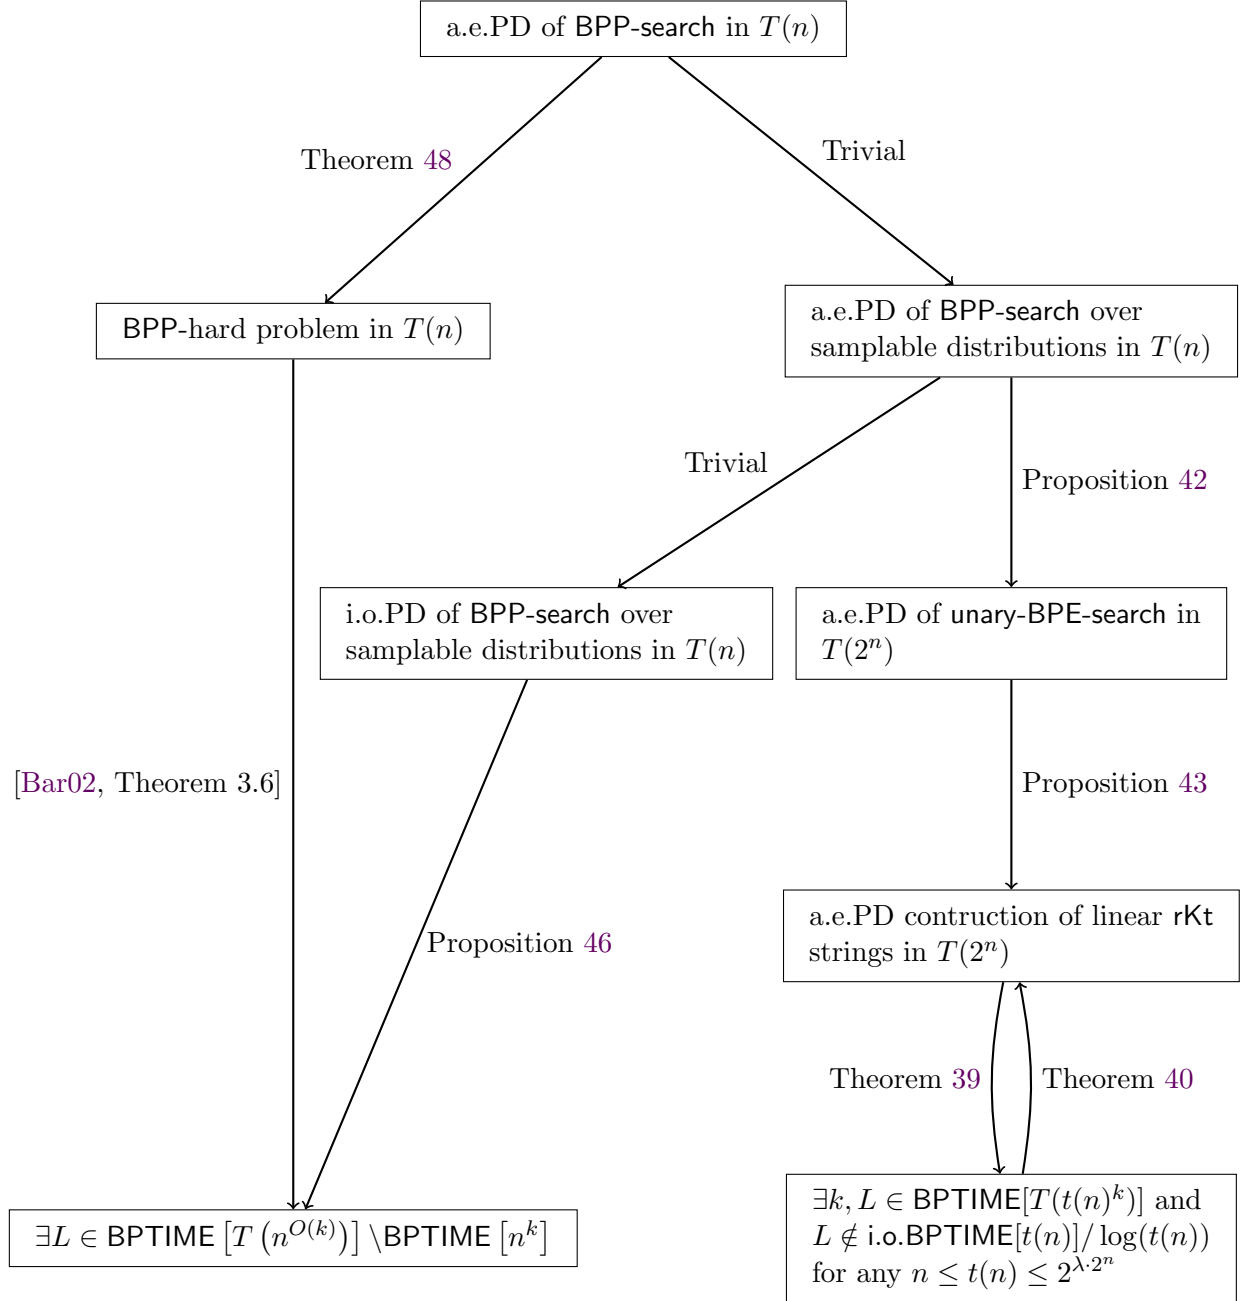 a.e.PD of BPP-search in T(n)
Theorem 48
Trivial
BPP-hard problem in T(n)
a.e.PD of BPP-search over
samplable distributions in T(n)
Trivial
Proposition 42
i.o.PD of BPP-search over
samplable distributions in T(n)
a.e.PD of unary-BPE-search in
T(2^n)
[Bar02, Theorem 3.6]
Proposition 43
a.e.PD contruction of linear rKt
strings in T(2^n)
Proposition 46
Theorem 39
Theorem 40
∃L ∈ BPTIME [T (n^{O(k)})] \BPTIME [n^k]
∃k, L ∈ BPTIME[T(t(n)^k)] and
L ∉ i.o.BPTIME[t(n)]/ log(t(n))
for any n ≤ t(n) ≤ 2^{λ·2^n}